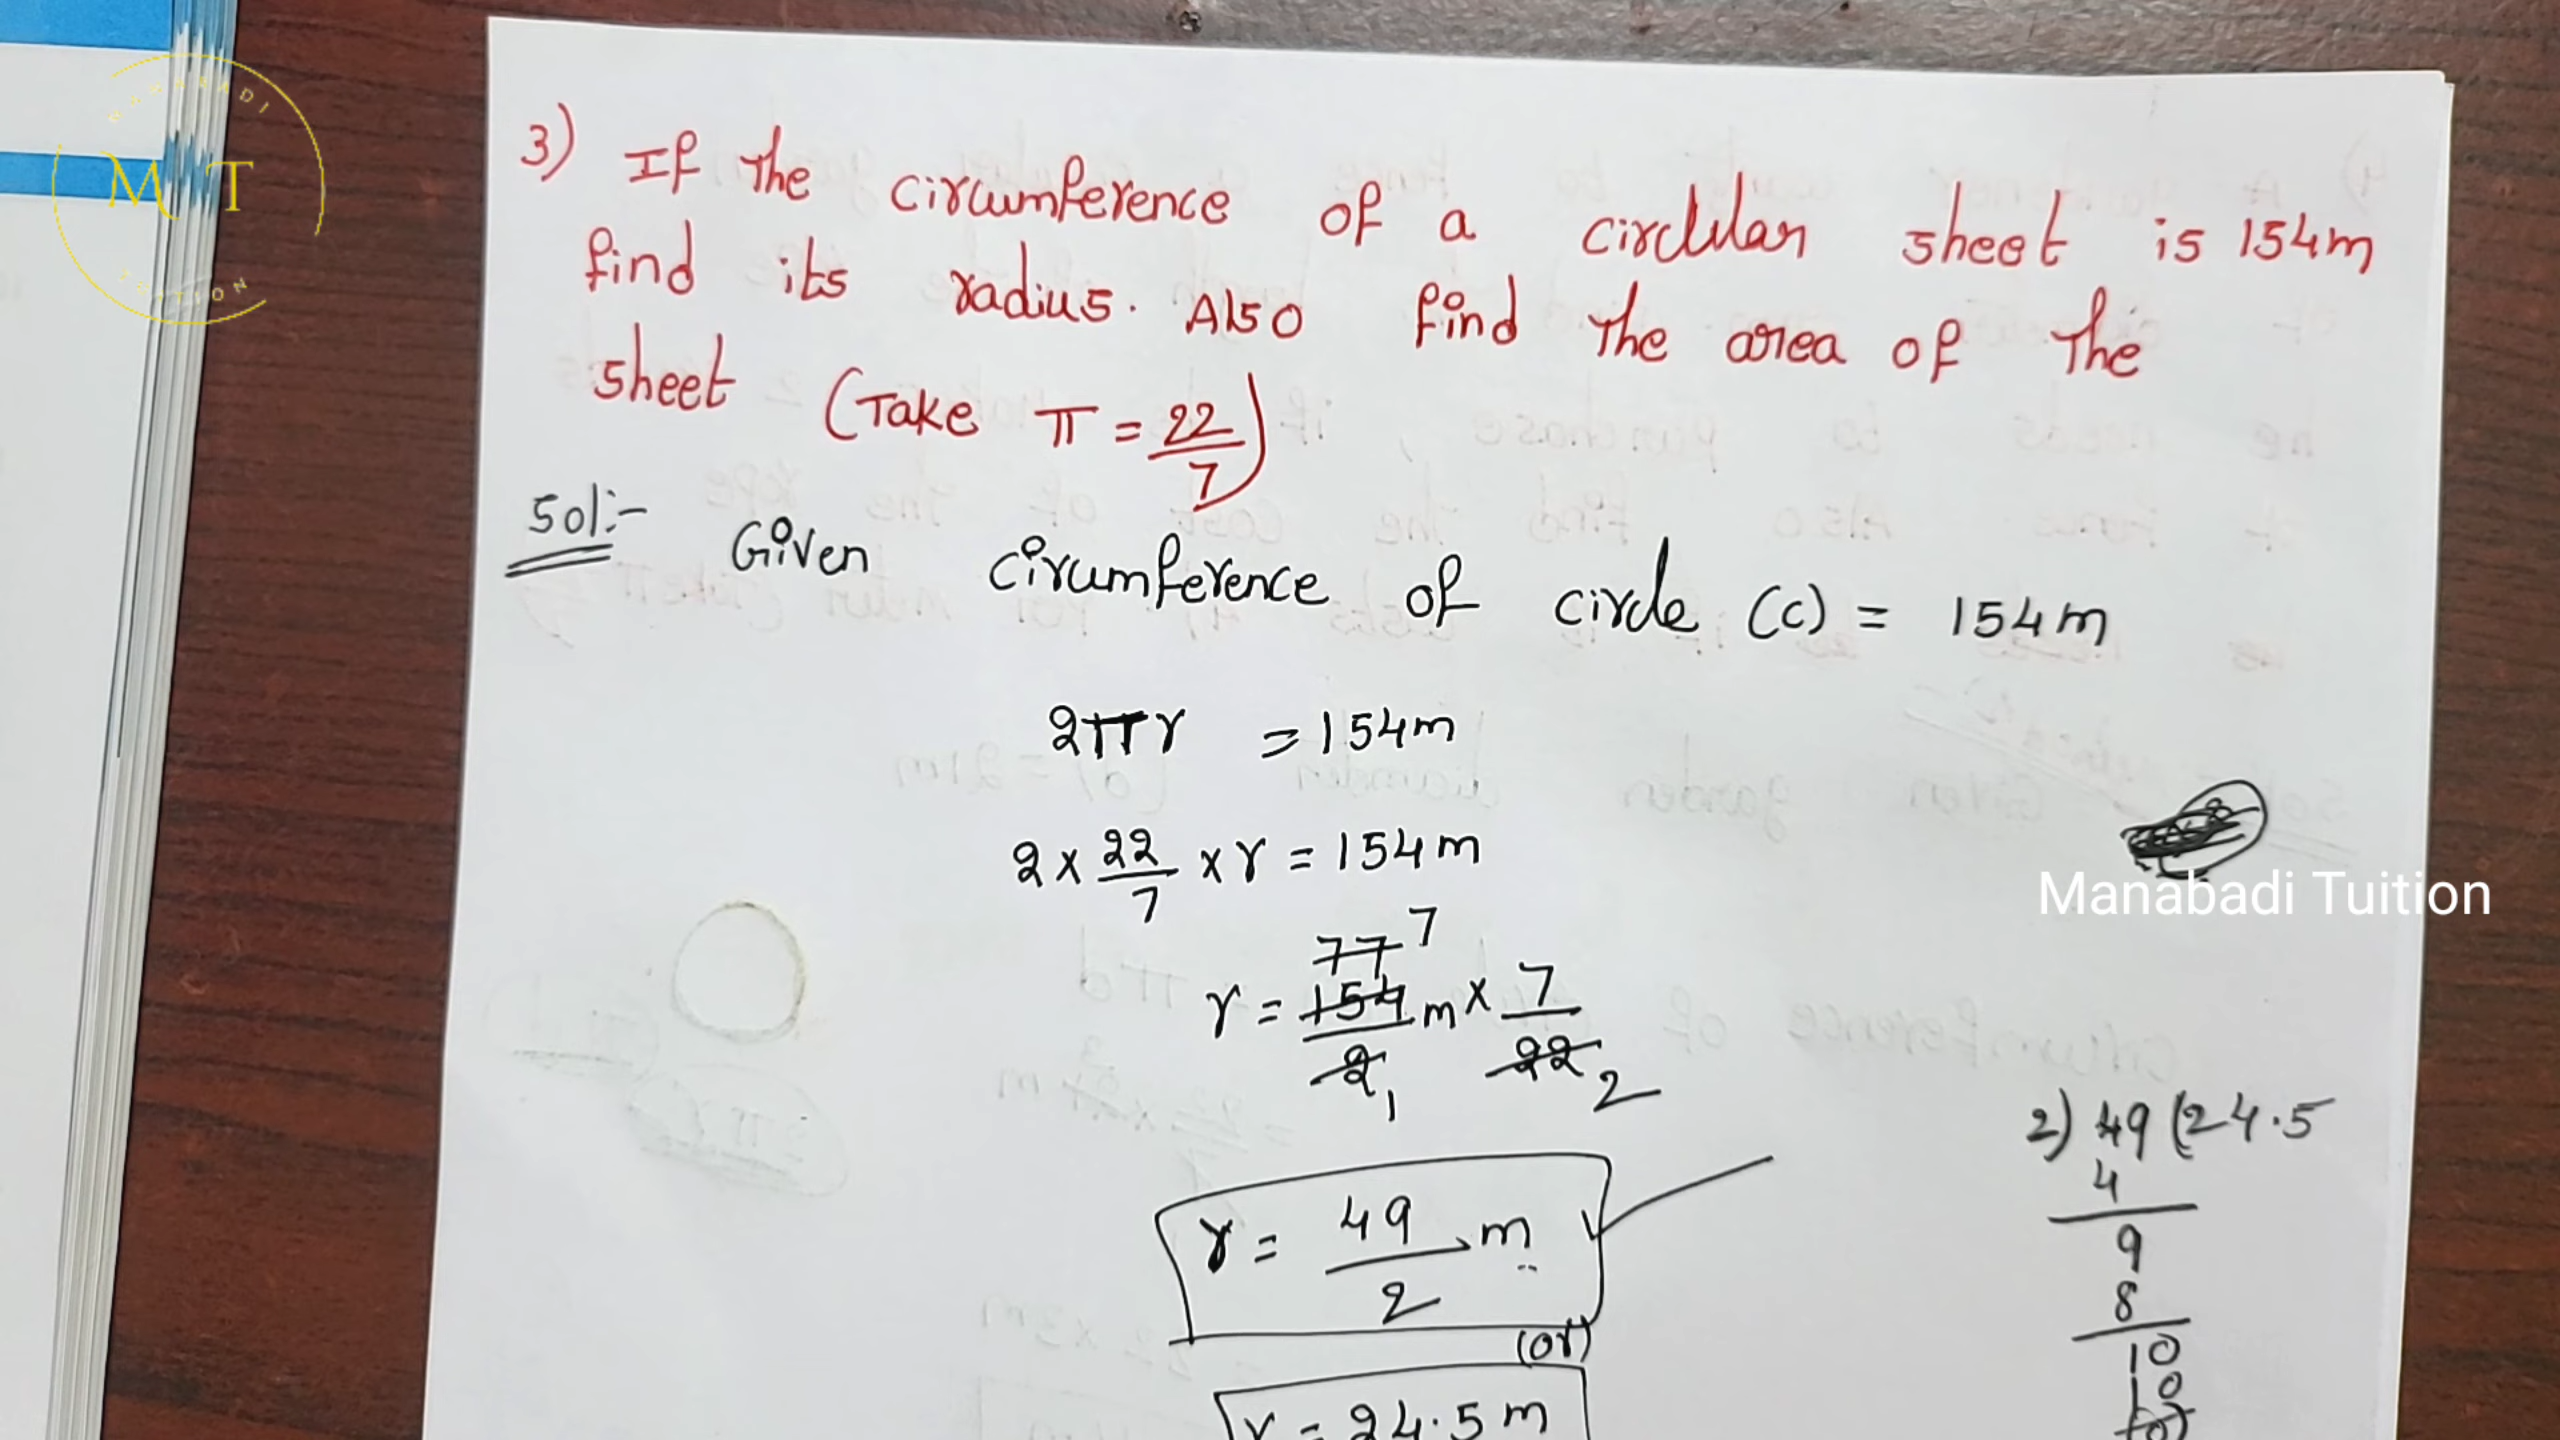 MANABADI
M T
TUITION
3) If the circumference of a circular sheet is 154m
find its radius. Also find the area of the
sheet (Take π = 22/7)
Sol:- Given circumference of circle (C) = 154m
2πr = 154m
2 × 22/7 × r = 154m
77 7
r = 154/2 m × 7/22
1 2
r = 49/2 m
(or)
r = 24.5 m
Manabadi Tuition
2) 49 (24.5
4
9
8
10
10